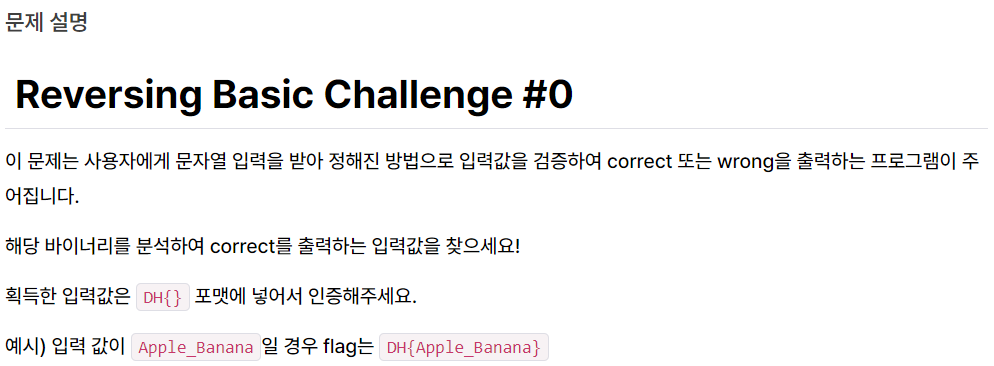 문제 설명
Reversing Basic Challenge #0
이 문제는 사용자에게 문자열 입력을 받아 정해진 방법으로 입력값을 검증하여 correct 또는 wrong을 출력하는 프로그램이 주
어집니다.
해당 바이너리를 분석하여 correct를 출력하는 입력값을 찾으세요!
획득한 입력값은 DH{} 포맷에 넣어서 인증해주세요.
예시) 입력 값이 Apple_Banana일 경우 flag는 DH{Apple_Banana}